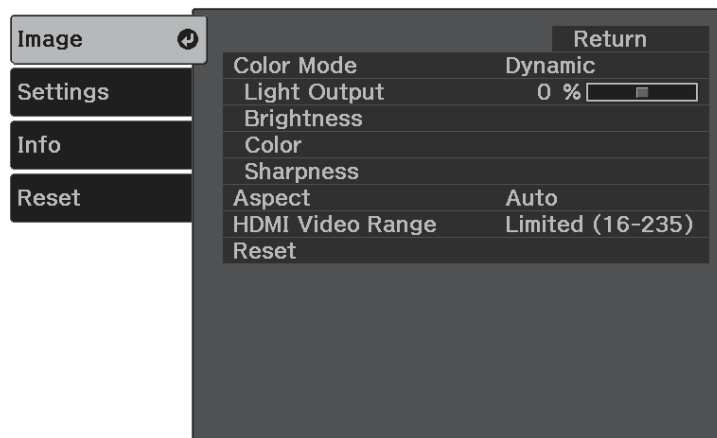 Image
Settings
Info
Reset
Return
Color Mode Dynamic
Light Output 0 %
Brightness
Color
Sharpness
Aspect Auto
HDMI Video Range Limited (16-235)
Reset